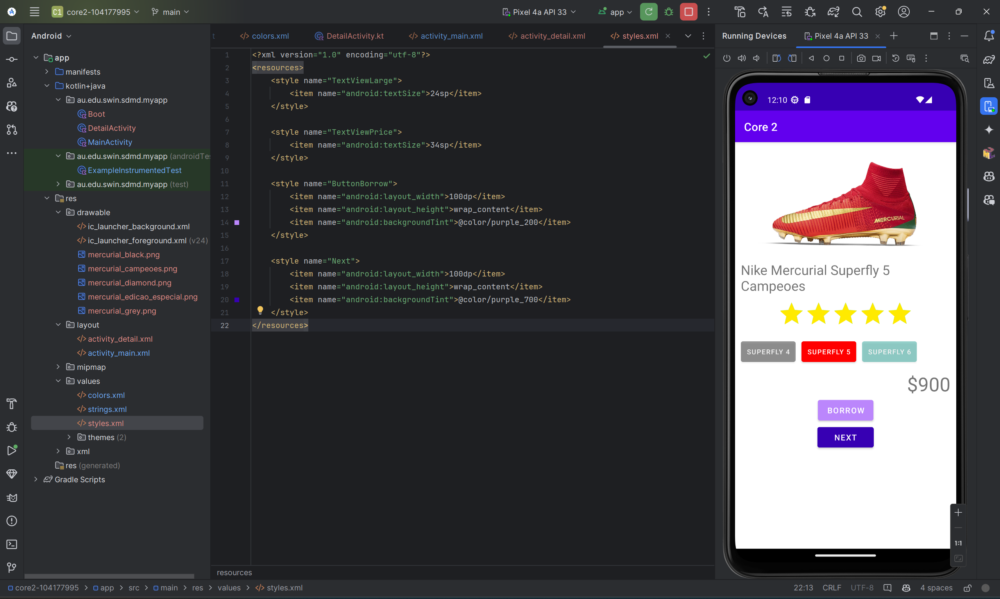 C1 core2-104177995 main Pixel 4a API 33 app
Android
app
manifests
kotlin+java
au.edu.swin.sdmd.myapp
Boot
DetailActivity
MainActivity
au.edu.swin.sdmd.myapp (androidTes
ExampleInstrumentedTest
au.edu.swin.sdmd.myapp (test)
res
drawable
ic_launcher_background.xml
ic_launcher_foreground.xml (v24)
mercurial_black.png
mercurial_campeoes.png
mercurial_diamond.png
mercurial_edicao_especial.png
mercurial_grey.png
layout
activity_detail.xml
activity_main.xml
mipmap
values
colors.xml
strings.xml
styles.xml
themes (2)
xml
res (generated)
Gradle Scripts
t colors.xml DetailActivity.kt activity_main.xml activity_detail.xml styles.xml
1 <?xml version="1.0" encoding="utf-8"?>
2 <resources>
3 <style name="TextViewLarge">
4 <item name="android:textSize">24sp</item>
5 </style>
6
7 <style name="TextViewPrice">
8 <item name="android:textSize">34sp</item>
9 </style>
10
11 <style name="ButtonBorrow">
12 <item name="android:layout_width">100dp</item>
13 <item name="android:layout_height">wrap_content</item>
14 <item name="android:backgroundTint">@color/purple_200</item>
15 </style>
16
17 <style name="Next">
18 <item name="android:layout_width">100dp</item>
19 <item name="android:layout_height">wrap_content</item>
20 <item name="android:backgroundTint">@color/purple_700</item>
21 </style>
22 </resources>
resources
Running Devices Pixel 4a API 33
12:10
Core 2
MERCURIAL
Nike Mercurial Superfly 5
Campeoes
SUPERFLY 4 SUPERFLY 5 SUPERFLY 6
$900
BORROW
NEXT
1:1
core2-104177995 > app > src > main > res > values > styles.xml
22:13 CRLF UTF-8 4 spaces